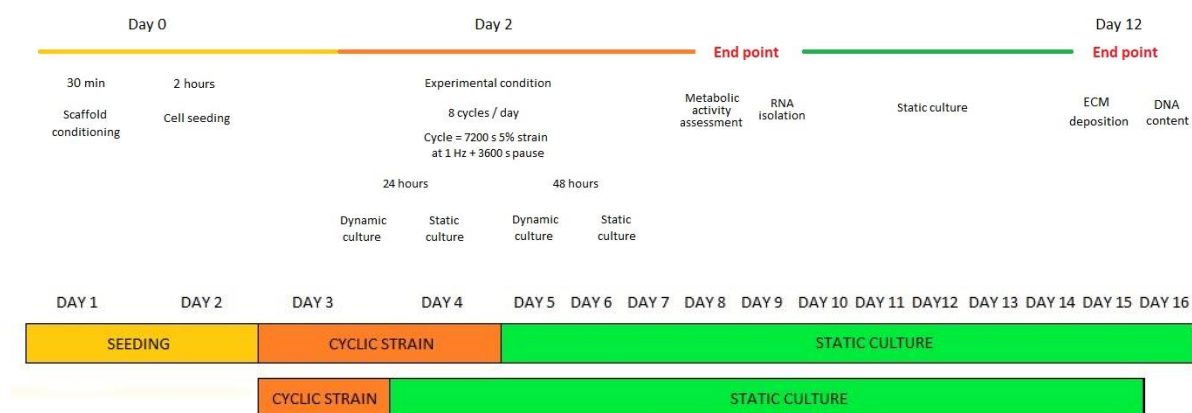 Day 0
Day 2
Day 12
End point
End point
30 min
Scaffold
conditioning
2 hours
Cell seeding
Experimental condition
8 cycles / day
Cycle = 7200 s 5% strain
at 1 Hz + 3600 s pause
24 hours
48 hours
Dynamic
culture
Static
culture
Dynamic
culture
Static
culture
Metabolic
activity
assessment
RNA
isolation
Static culture
ECM
deposition
DNA
content
DAY 1
DAY 2
DAY 3
DAY 4
DAY 5
DAY 6
DAY 7
DAY 8
DAY 9
DAY 10
DAY 11
DAY12
DAY 13
DAY 14
DAY 15
DAY 16
SEEDING
CYCLIC STRAIN
STATIC CULTURE
CYCLIC STRAIN
STATIC CULTURE